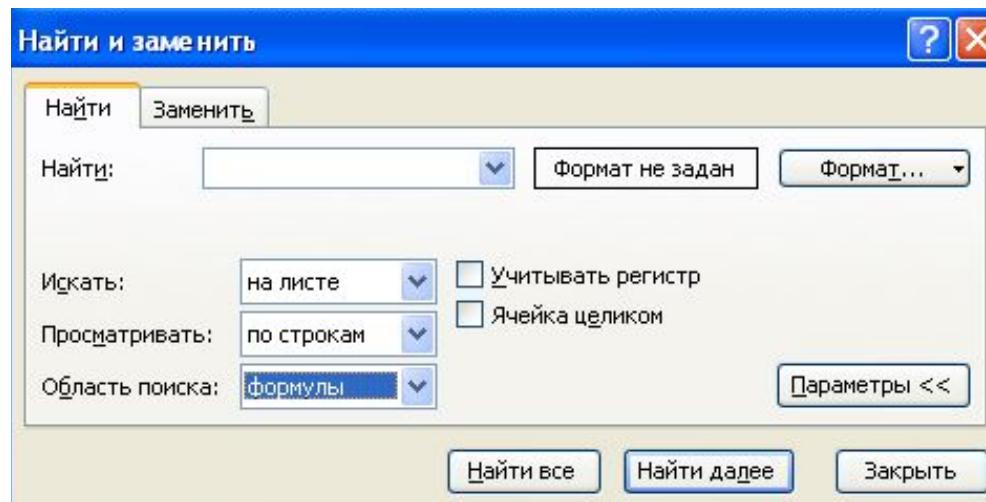 Найти и заменить
Найти Заменить
Найти: Формат не задан Формат...
Искать: на листе Учитывать регистр
Ячейка целиком
Просматривать: по строкам
Область поиска: формулы Параметры <<
Найти все Найти далее Закрыть